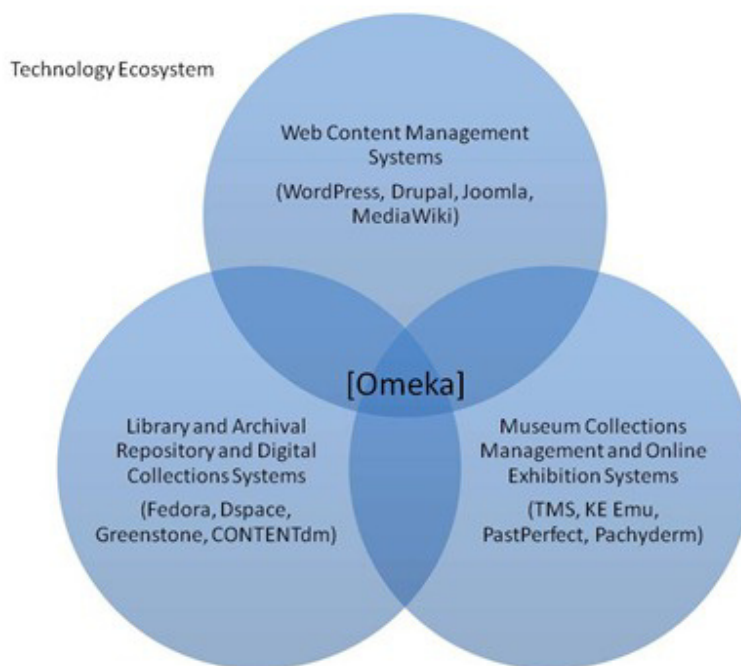 Technology Ecosystem
Web Content Management
Systems
(WordPress, Drupal, Joomla,
MediaWiki)
[Omeka]
Library and Archival
Repository and Digital
Collections Systems
(Fedora, Dspace,
Greenstone, CONTENTdm)
Museum Collections
Management and Online
Exhibition Systems
(TMS, KE Emu,
PastPerfect, Pachyderm)